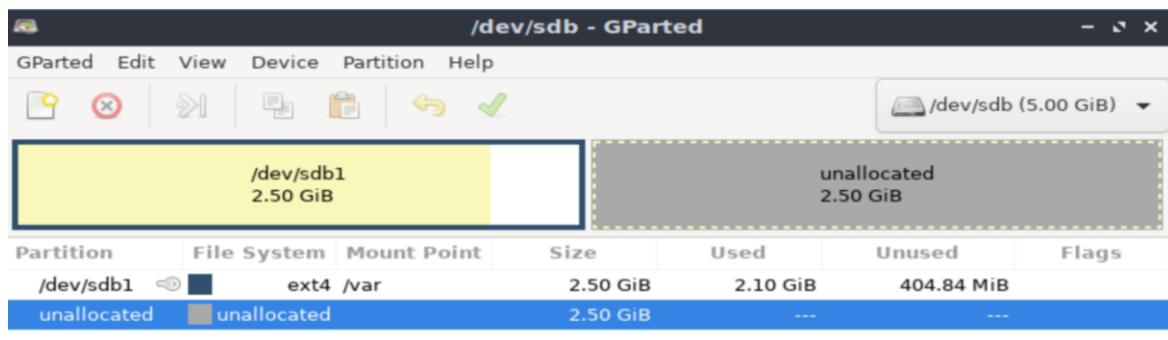 /dev/sdb - GParted
GParted Edit View Device Partition Help
/dev/sdb (5.00 GiB)
/dev/sdb1
2.50 GiB
unallocated
2.50 GiB
Partition File System Mount Point Size Used Unused Flags
/dev/sdb1 ext4 /var 2.50 GiB 2.10 GiB 404.84 MiB
unallocated unallocated 2.50 GiB --- ---